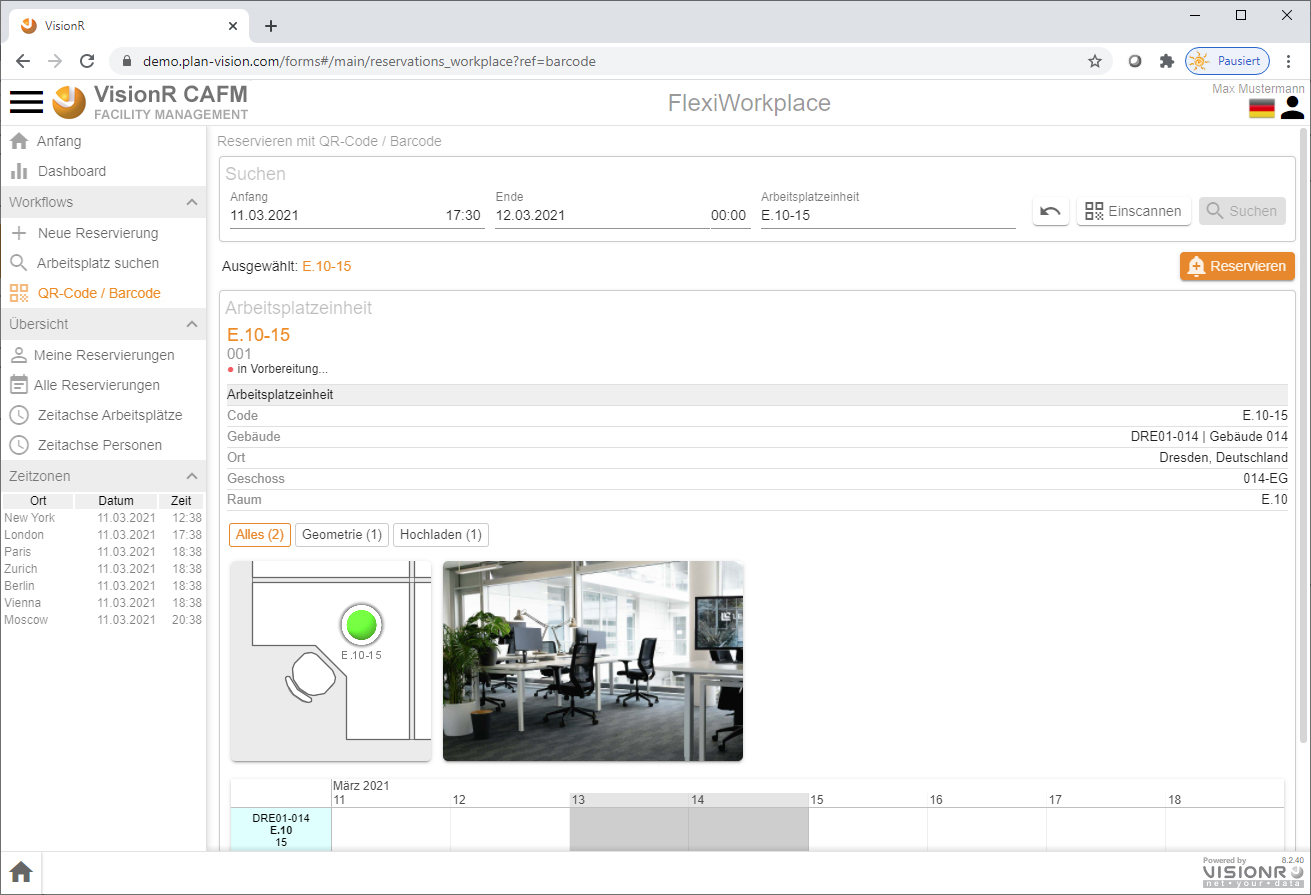 VisionR
demo.plan-vision.com/forms#/main/reservations_workplace?ref=barcode
Pausiert
VisionR CAFM
FACILITY MANAGEMENT
FlexiWorkplace
Max Mustermann
Anfang
Dashboard
Workflows
Neue Reservierung
Arbeitsplatz suchen
QR-Code / Barcode
Übersicht
Meine Reservierungen
Alle Reservierungen
Zeitachse Arbeitsplätze
Zeitachse Personen
Zeitzonen
Ort Datum Zeit
New York 11.03.2021 12:38
London 11.03.2021 17:38
Paris 11.03.2021 18:38
Zurich 11.03.2021 18:38
Berlin 11.03.2021 18:38
Vienna 11.03.2021 18:38
Moscow 11.03.2021 20:38
Reservieren mit QR-Code / Barcode
Suchen
Anfang Ende Arbeitsplatzeinheit
11.03.2021 17:30 12.03.2021 00:00 E.10-15
Einscannen Suchen
Ausgewählt: E.10-15 Reservieren
Arbeitsplatzeinheit
E.10-15
001
in Vorbereitung...
Arbeitsplatzeinheit
Code E.10-15
Gebäude DRE01-014 | Gebäude 014
Ort Dresden, Deutschland
Geschoss 014-EG
Raum E.10
Alles (2) Geometrie (1) Hochladen (1)
E.10-15
März 2021
11 12 13 14 15 16 17 18
DRE01-014
E.10
15
Powered by 8.2.40
VISIONR
net • your • data